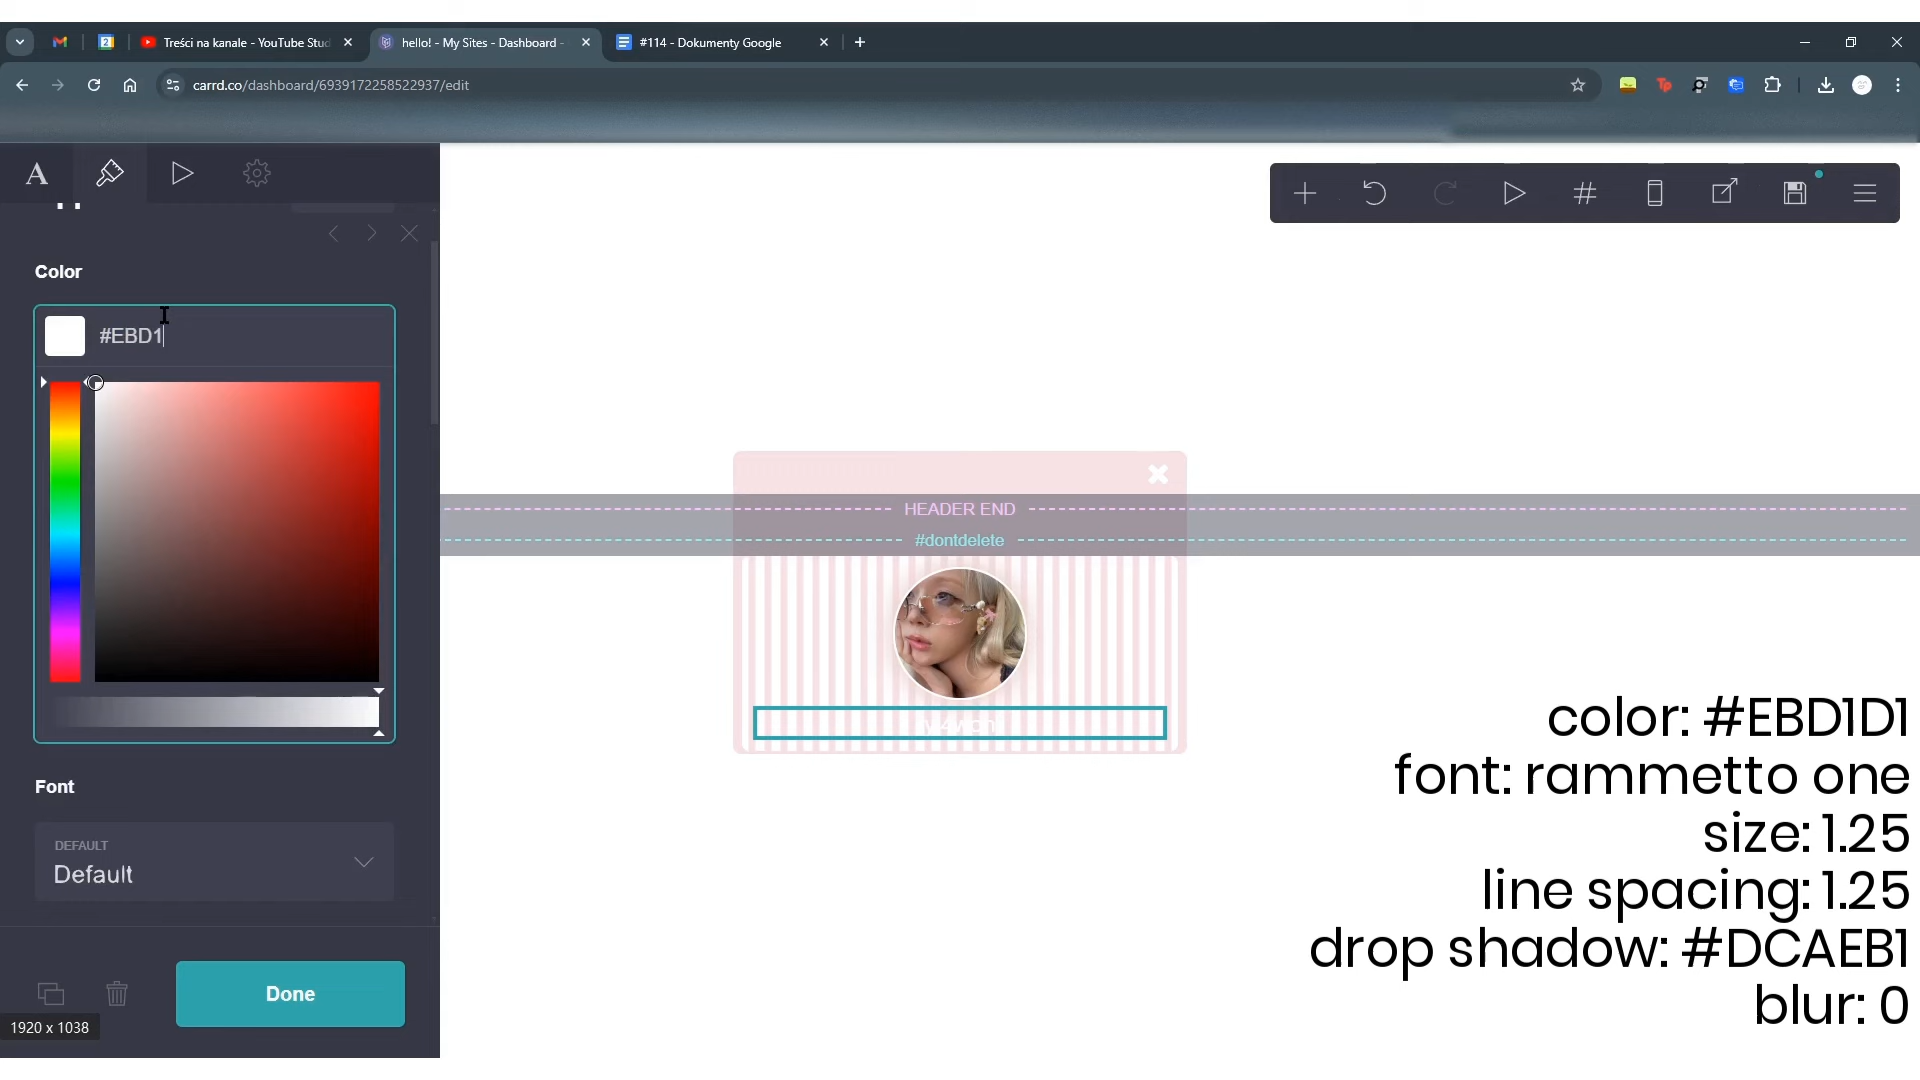 2
Treści na kanale - YouTube Stud
hello! - My Sites - Dashboard -
#114 - Dokumenty Google
carrd.co/dashboard/6939172258522937/edit
Tp
A
Color
#EBD1
Font
DEFAULT
Default
Done
1920 x 1038
HEADER END
#dontdelete
color: #EBD1D1
font: rammetto one
size: 1.25
line spacing: 1.25
drop shadow: #DCAEB1
blur: 0